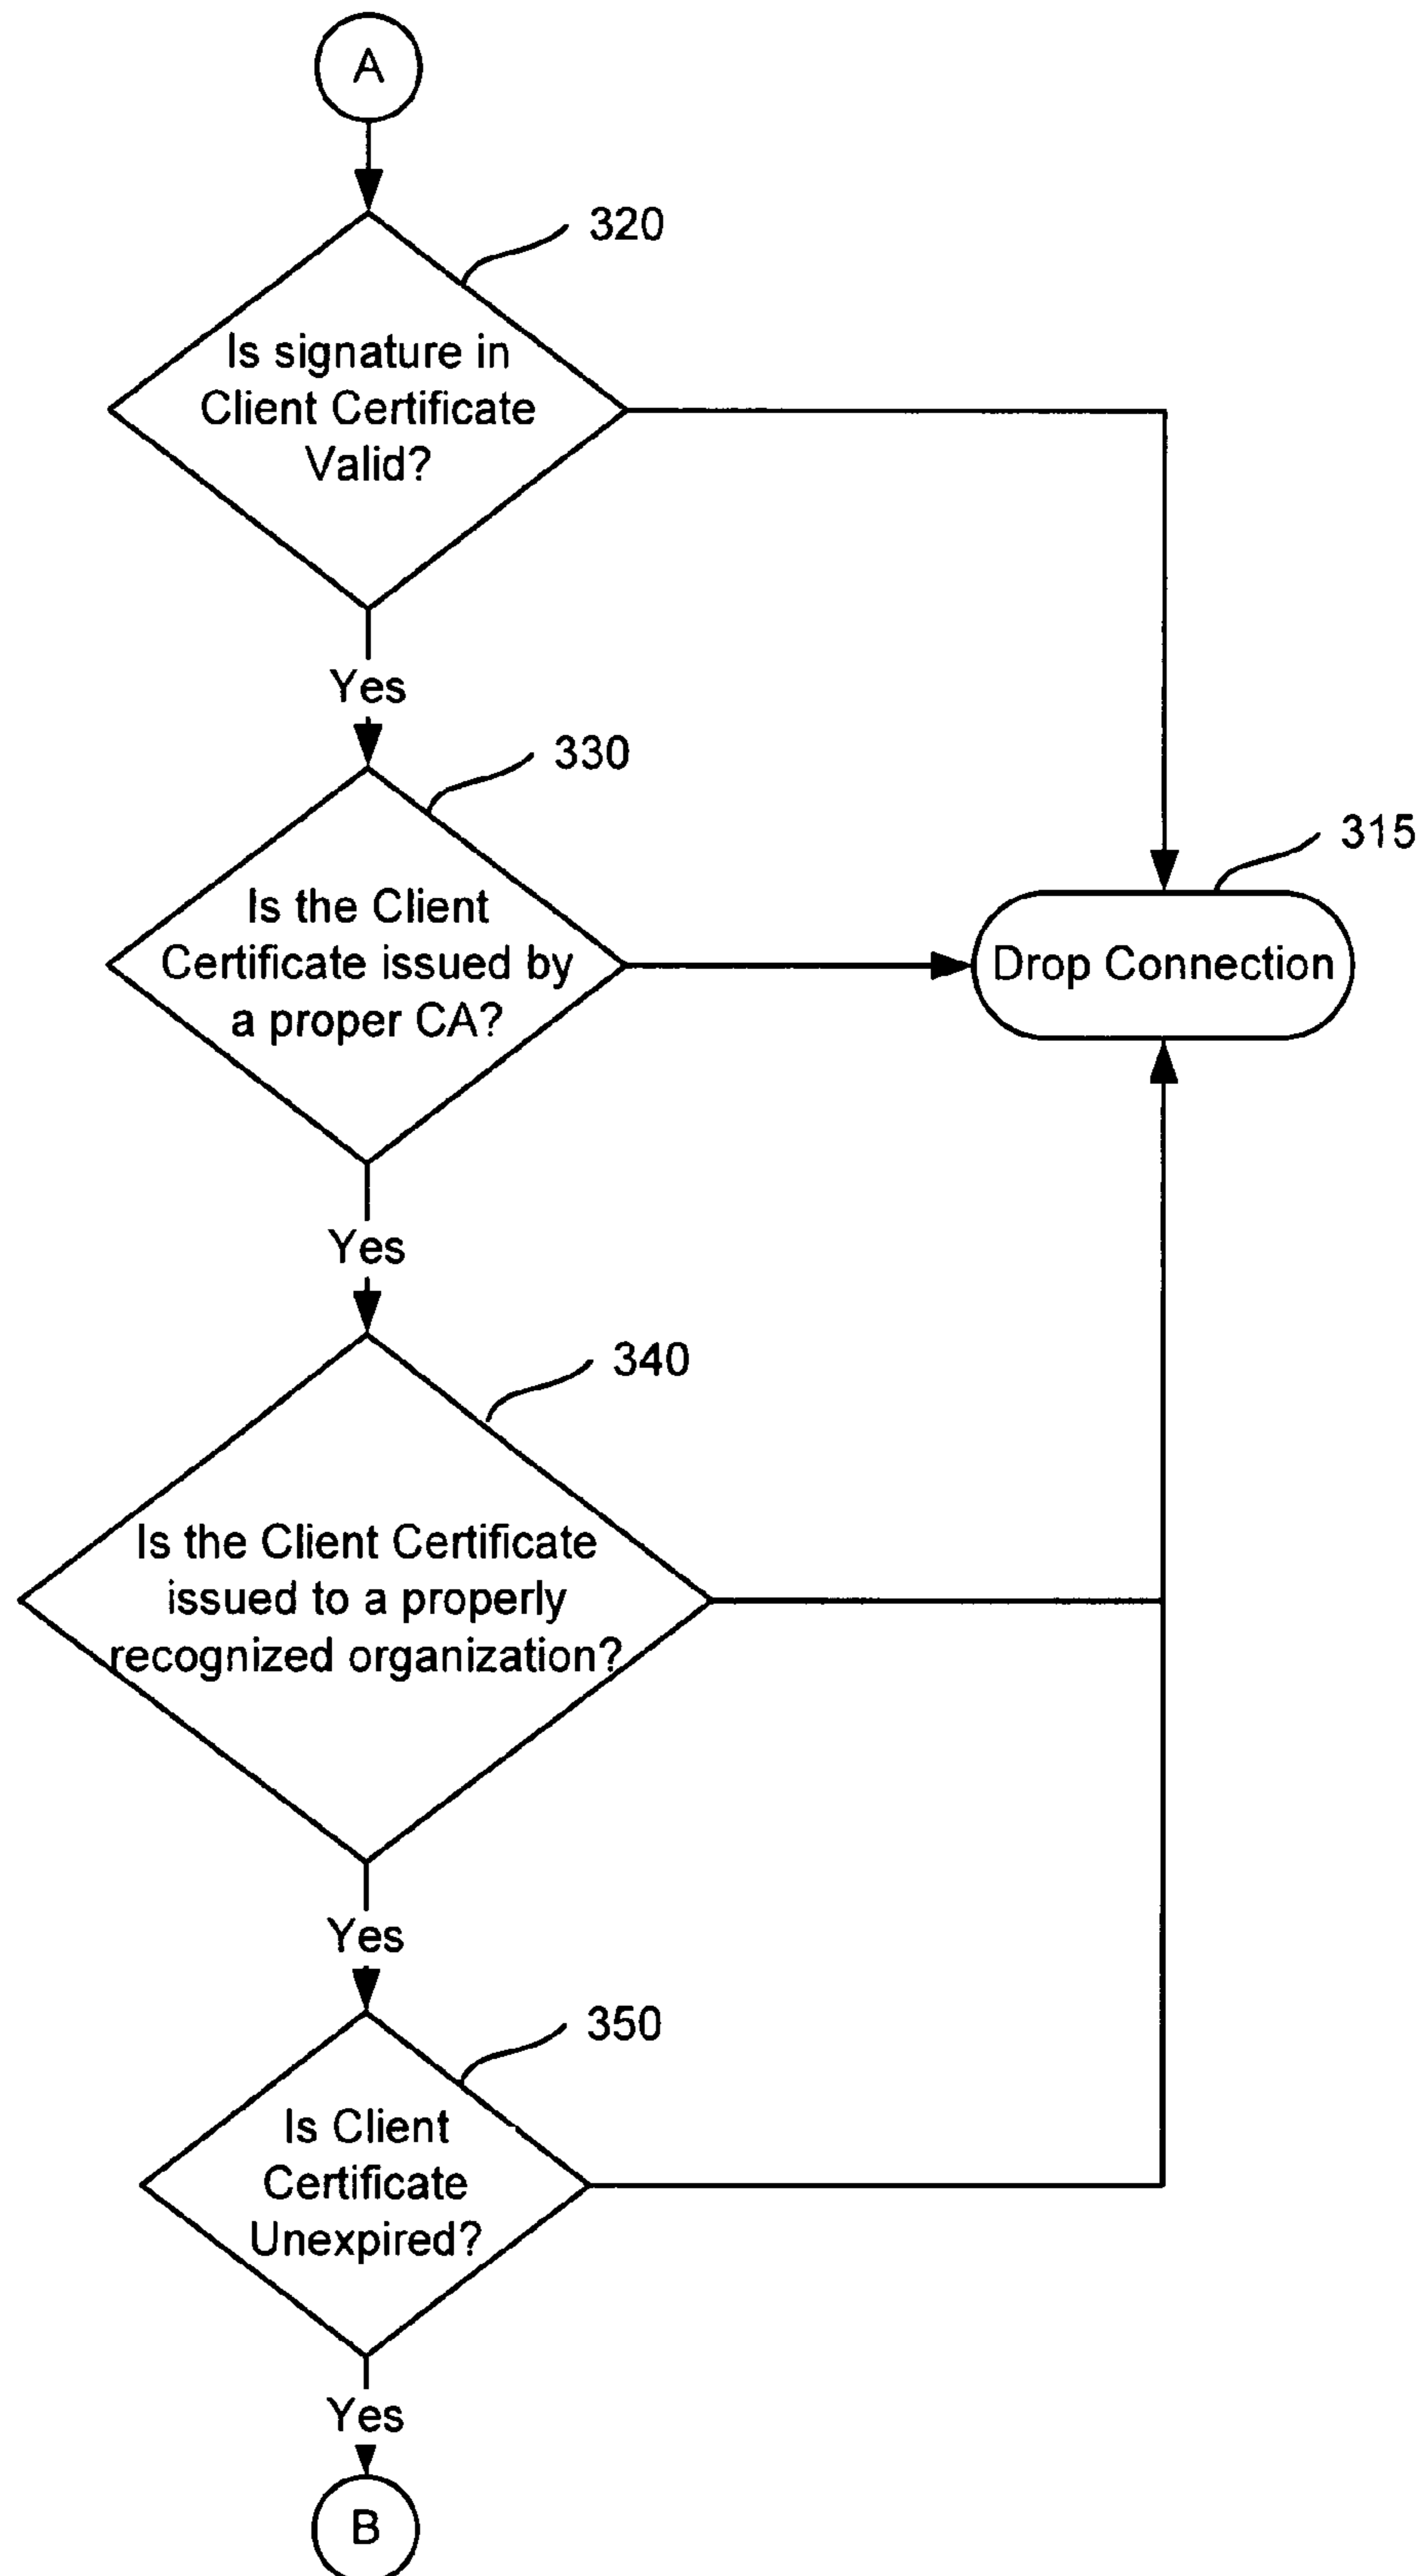 A
320
Is signature in
Client Certificate
Valid?
Yes
330
Is the Client
Certificate issued by
a proper CA?
315
Drop Connection
Yes
340
Is the Client Certificate
issued to a properly
recognized organization?
Yes
350
Is Client
Certificate
Unexpired?
Yes
B